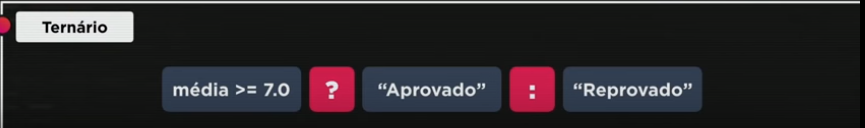 Ternário
média >= 7.0 ? “Aprovado” : “Reprovado”